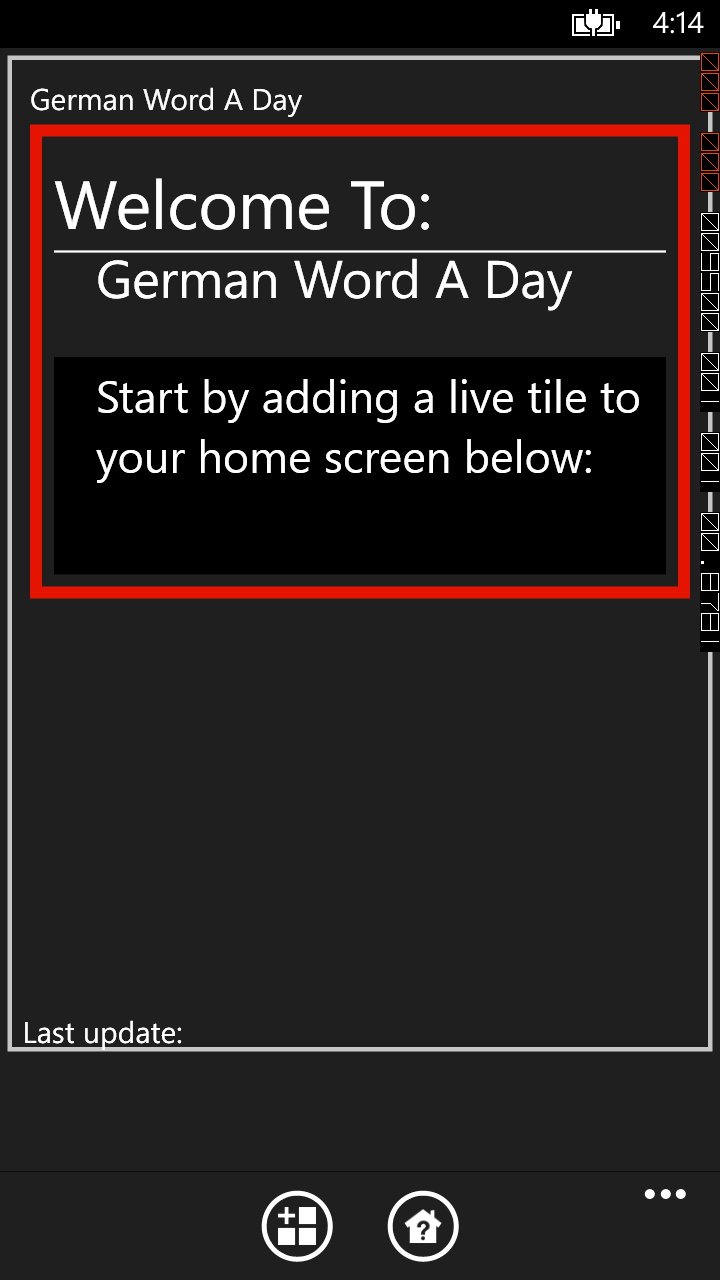 4:14
German Word A Day
Welcome To:
German Word A Day
Start by adding a live tile to
your home screen below:
Last update: